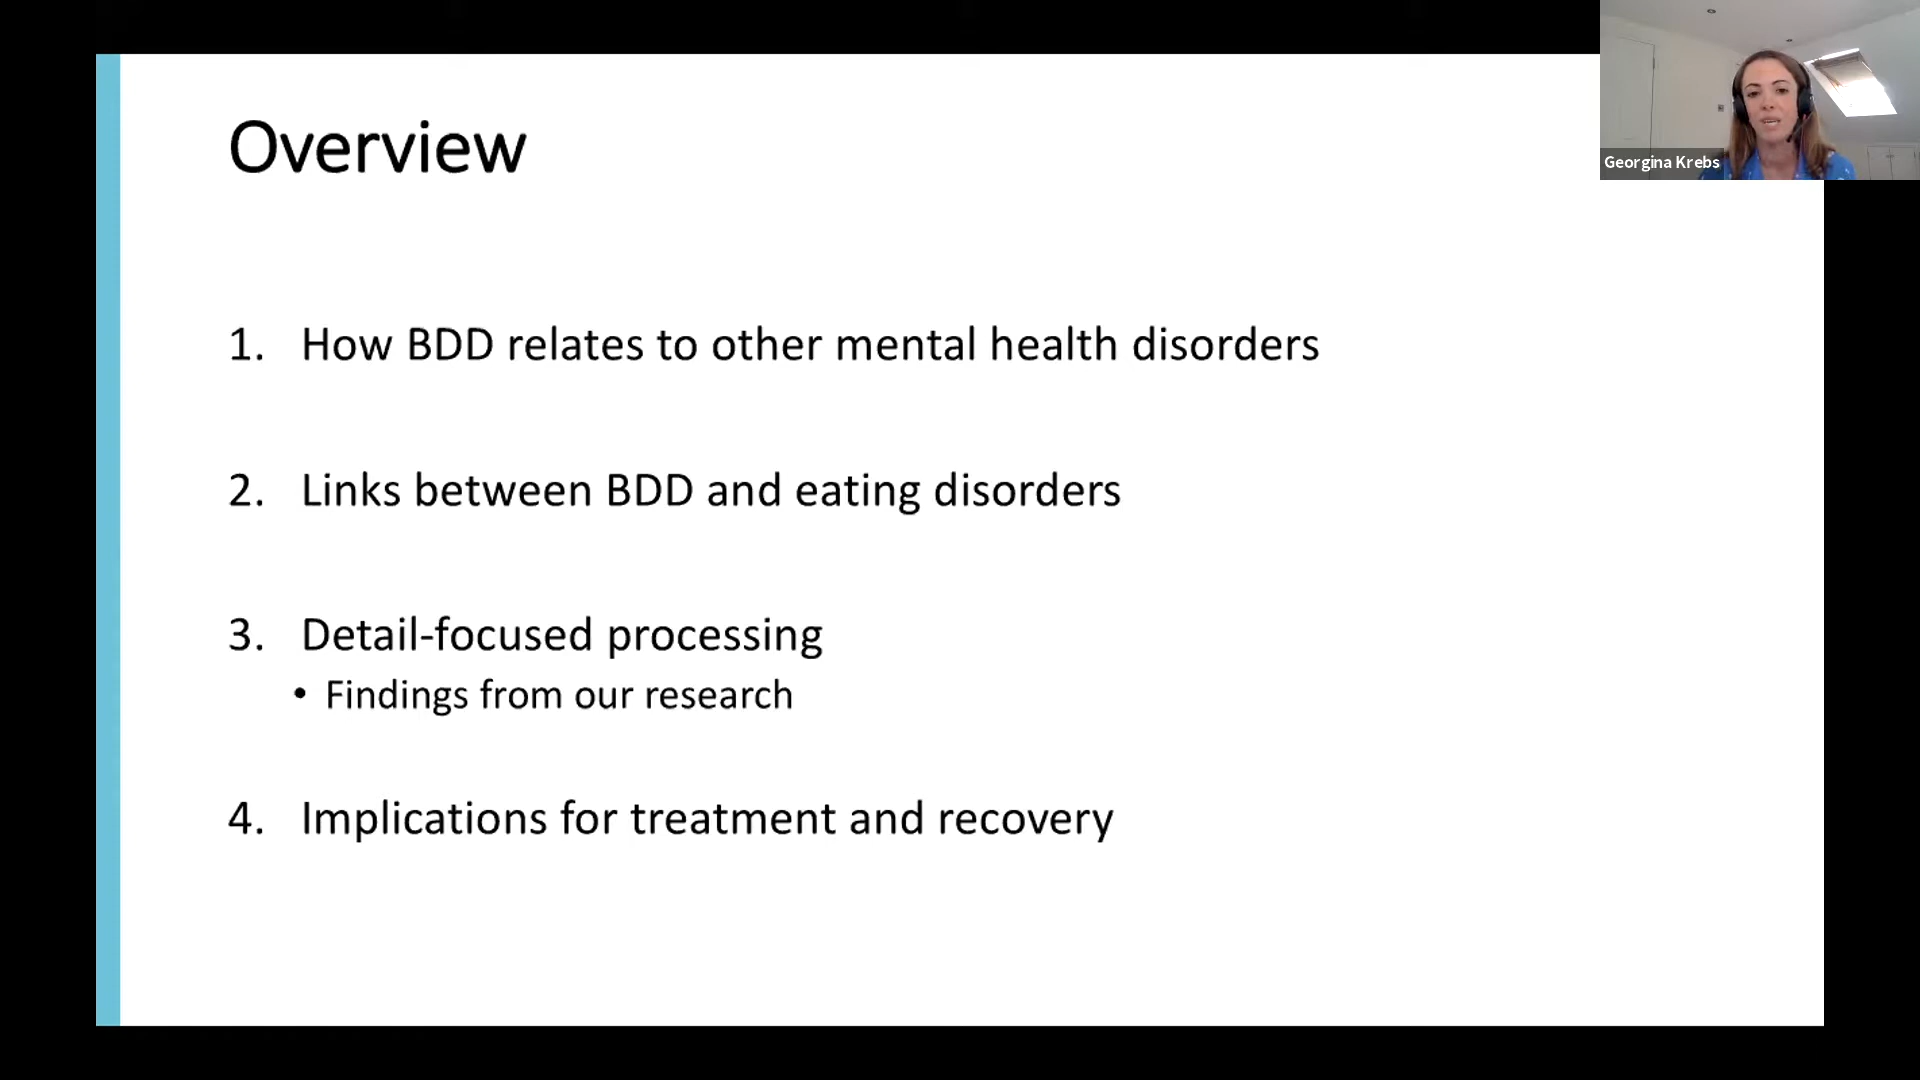 Overview
Georgina Krebs
1. How BDD relates to other mental health disorders
2. Links between BDD and eating disorders
3. Detail-focused processing
• Findings from our research
4. Implications for treatment and recovery